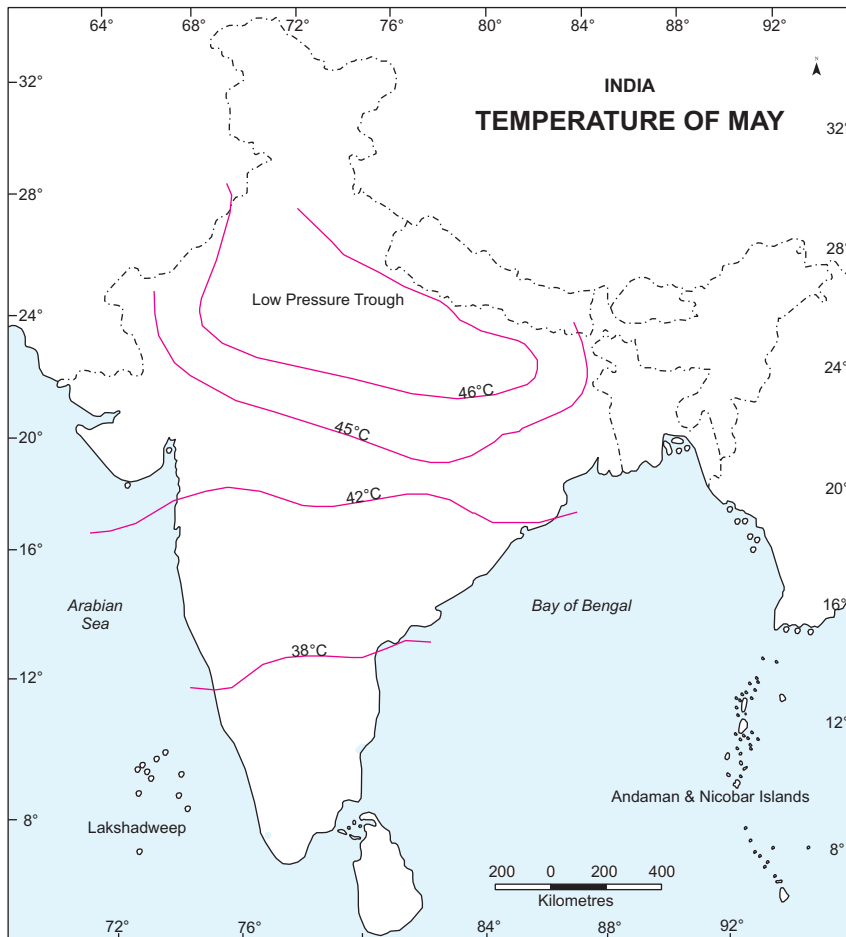 64° 68° 72° 76° 80° 84° 88° 92°
N
INDIA
TEMPERATURE OF MAY
32°
32°
28°
28°
Low Pressure Trough
24°
24°
46°C
45°C
20°
20°
42°C
16°
16°
Arabian
Sea
Bay of Bengal
38°C
12°
12°
Andaman & Nicobar Islands
Lakshadweep
8°
8°
200 0 200 400
Kilometres
72° 76° 84° 88° 92°